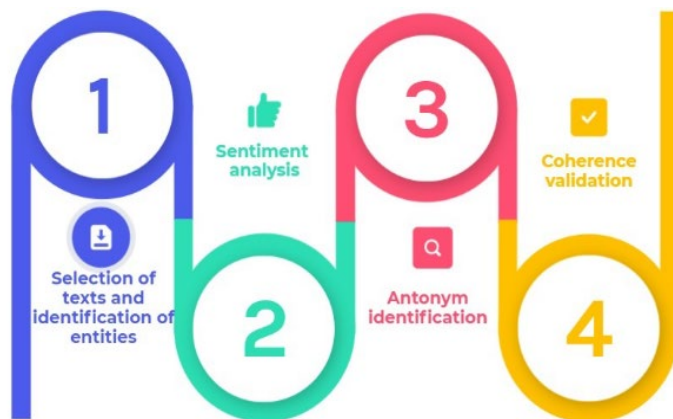 1
Selection of
texts and
identification of
entities
Sentiment
analysis
2
3
Antonym
identification
Coherence
validation
4